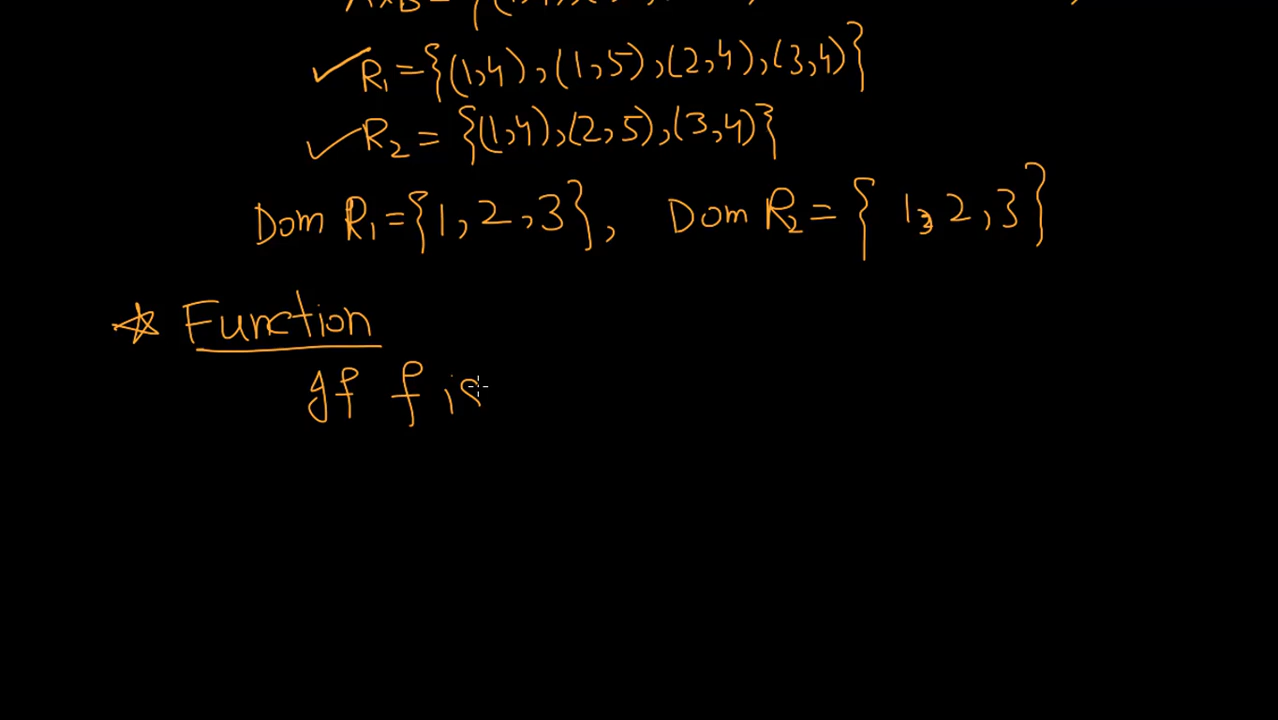 R₁={(1,4),(1,5),(2,4),(3,4)}
R₂ = {(1,4),(2,5),(3,4)}
Dom R₁={1,2,3}, Dom R₂ = { 1, 2,3}
Function
If f is